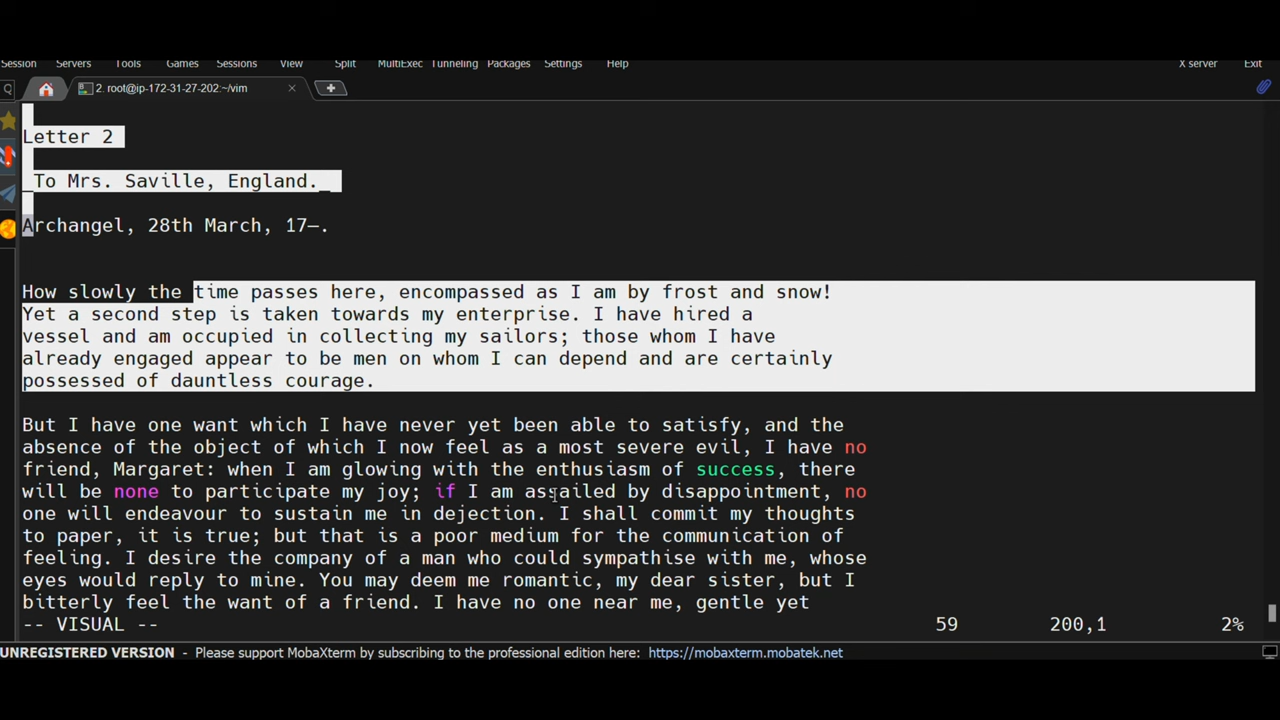 Session Servers Tools Games Sessions View Split MultiExec Tunneling Packages Settings Help X server Exit
2. root@ip-172-31-27-202:~/vim
Letter 2
_To Mrs. Saville, England._
Archangel, 28th March, 17—.
How slowly the time passes here, encompassed as I am by frost and snow!
Yet a second step is taken towards my enterprise. I have hired a
vessel and am occupied in collecting my sailors; those whom I have
already engaged appear to be men on whom I can depend and are certainly
possessed of dauntless courage.
But I have one want which I have never yet been able to satisfy, and the
absence of the object of which I now feel as a most severe evil, I have no
friend, Margaret: when I am glowing with the enthusiasm of success, there
will be none to participate my joy; if I am assailed by disappointment, no
one will endeavour to sustain me in dejection. I shall commit my thoughts
to paper, it is true; but that is a poor medium for the communication of
feeling. I desire the company of a man who could sympathise with me, whose
eyes would reply to mine. You may deem me romantic, my dear sister, but I
bitterly feel the want of a friend. I have no one near me, gentle yet
-- VISUAL -- 59 200,1 2%
UNREGISTERED VERSION - Please support MobaXterm by subscribing to the professional edition here: https://mobaxterm.mobatek.net